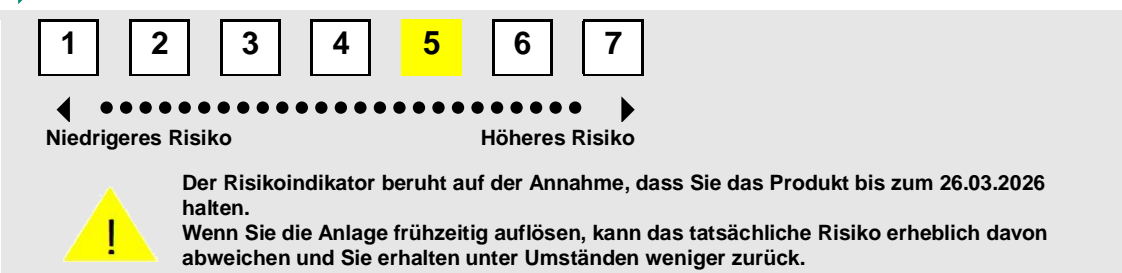 1 2 3 4 5 6 7
Niedrigeres Risiko Höheres Risiko
Der Risikoindikator beruht auf der Annahme, dass Sie das Produkt bis zum 26.03.2026
halten.
! Wenn Sie die Anlage frühzeitig auflösen, kann das tatsächliche Risiko erheblich davon
abweichen und Sie erhalten unter Umständen weniger zurück.